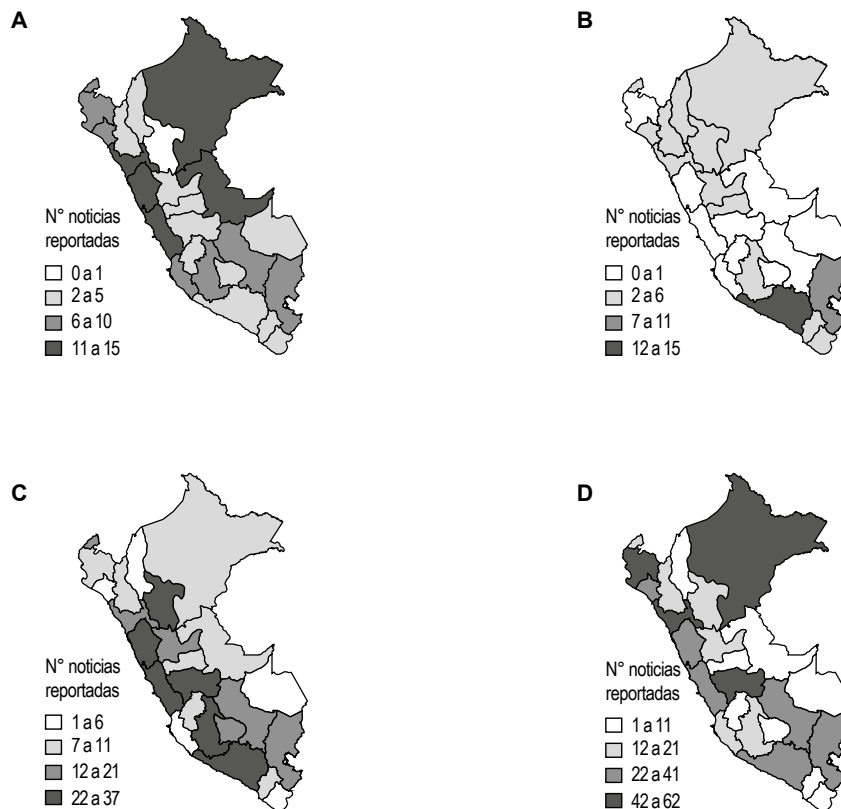 A
N° noticias
reportadas
0 a 1
2 a 5
6 a 10
11 a 15
B
N° noticias
reportadas
0 a 1
2 a 6
7 a 11
12 a 15
C
N° noticias
reportadas
1 a 6
7 a 11
12 a 21
22 a 37
D
N° noticias
reportadas
1 a 11
12 a 21
22 a 41
42 a 62